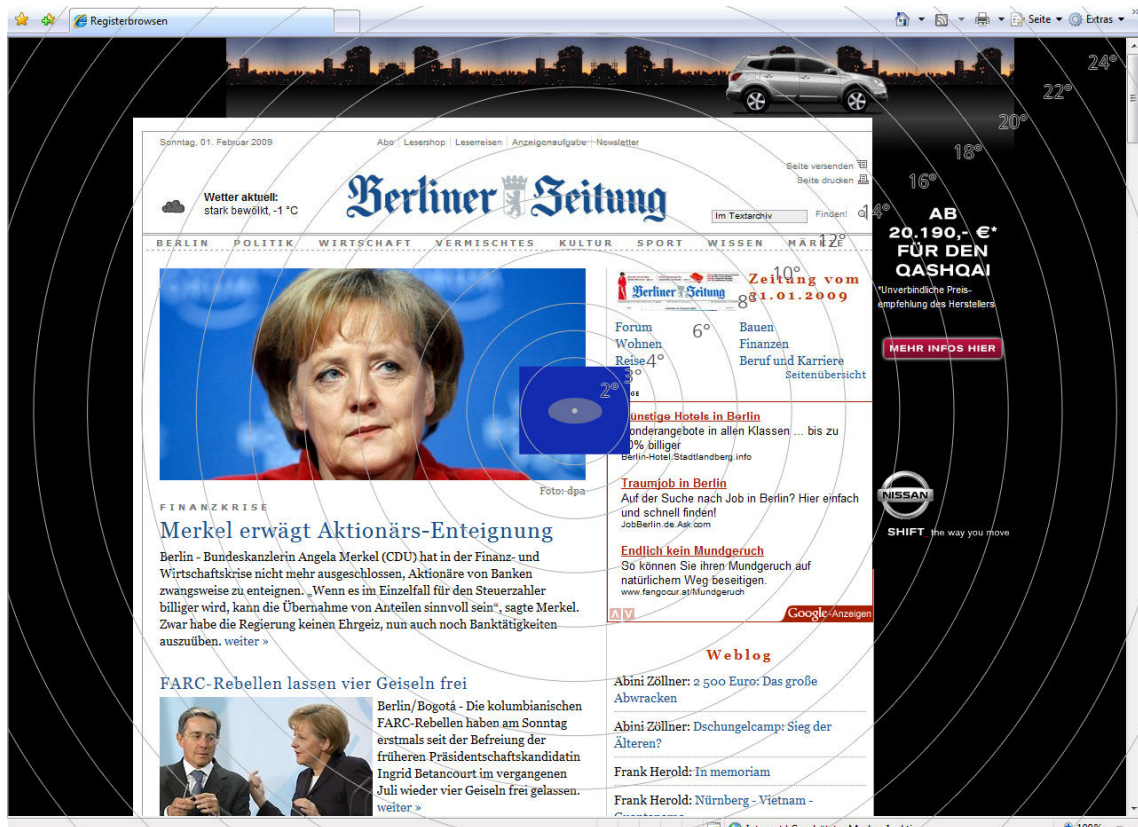 Registerbrowsen
Seite
Extras
24°
22°
20°
18°
16°
14°
12°
10°
8°
6°
4°
3°
2°
Sonntag, 01. Februar 2009
Abo | Lesershop | Leserreisen | Anzeigenaufgabe | Newsletter
Seite versenden
Seite drucken
Wetter aktuell:
stark bewölkt, -1 °C
Berliner Zeitung
Im Textarchiv
Finden!
BERLIN POLITIK WIRTSCHAFT VERMISCHTES KULTUR SPORT WISSEN MÄRKTE
AB
20.190,- €*
FÜR DEN
QASHQAI
*Unverbindliche Preis-
empfehlung des Herstellers
MEHR INFOS HIER
NISSAN
SHIFT_ the way you move
Foto: dpa
FINANZKRISE
Merkel erwägt Aktionärs-Enteignung
Berlin - Bundeskanzlerin Angela Merkel (CDU) hat in der Finanz- und
Wirtschaftskrise nicht mehr ausgeschlossen, Aktionäre von Banken
zwangsweise zu enteignen. „Wenn es im Einzelfall für den Steuerzahler
billiger wird, kann die Übernahme von Anteilen sinnvoll sein“, sagte Merkel.
Zwar habe die Regierung keinen Ehrgeiz, nun auch noch Banktätigkeiten
auszuüben. weiter »
FARC-Rebellen lassen vier Geiseln frei
Berlin/Bogotá - Die kolumbianischen
FARC-Rebellen haben am Sonntag
erstmals seit der Befreiung der
früheren Präsidentschaftskandidatin
Ingrid Betancourt im vergangenen
Juli wieder vier Geiseln frei gelassen.
weiter »
Berliner Zeitung
Zeitung vom
31.01.2009
Forum
Wohnen
Reise
Bauen
Finanzen
Beruf und Karriere
Seitenübersicht
Günstige Hotels in Berlin
Sonderangebote in allen Klassen ... bis zu
% billiger
Berlin-Hotel.Stadtlandberg.info
Traumjob in Berlin
Auf der Suche nach Job in Berlin? Hier einfach
und schnell finden!
JobBerlin.de.Ask.com
Endlich kein Mundgeruch
So können Sie ihren Mundgeruch auf
natürlichem Weg beseitigen.
www.fangocur.at/Mundgeruch
Google-Anzeigen
Weblog
Abini Zöllner: 2 500 Euro: Das große
Abwracken
Abini Zöllner: Dschungelcamp: Sieg der
Älteren?
Frank Herold: In memoriam
Frank Herold: Nürnberg - Vietnam -